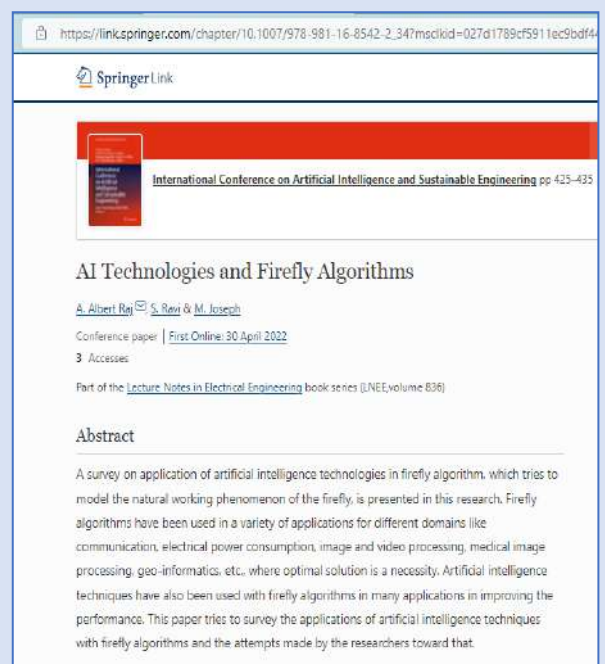 https://link.springer.com/chapter/10.1007/978-981-16-8542-2_34?msclkid=027d1789cf5911ec9bdf44
Springer Link
International Conference on Artificial Intelligence and Sustainable Engineering pp 425–435
AI Technologies and Firefly Algorithms
A. Albert Raj, S. Ravi & M. Joseph
Conference paper | First Online: 30 April 2022
3 Accesses
Part of the Lecture Notes in Electrical Engineering book series (LNEE,volume 836)
Abstract
A survey on application of artificial intelligence technologies in firefly algorithm, which tries to
model the natural working phenomenon of the firefly, is presented in this research. Firefly
algorithms have been used in a variety of applications for different domains like
communication, electrical power consumption, image and video processing, medical image
processing, geo-informatics, etc., where optimal solution is a necessity. Artificial intelligence
techniques have also been used with firefly algorithms in many applications in improving the
performance. This paper tries to survey the applications of artificial intelligence techniques
with firefly algorithms and the attempts made by the researchers toward that.